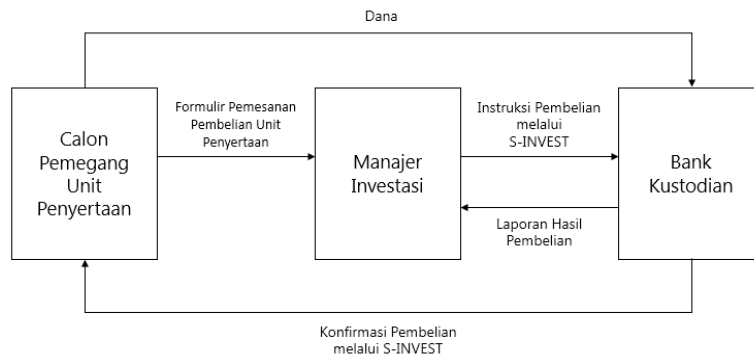 Dana
Calon
Pemegang
Unit
Penyertaan
Formulir Pemesanan
Pembelian Unit
Penyertaan
Manajer
Investasi
Instruksi Pembelian
melalui
S-INVEST
Laporan Hasil
Pembelian
Bank
Kustodian
Konfirmasi Pembelian
melalui S-INVEST